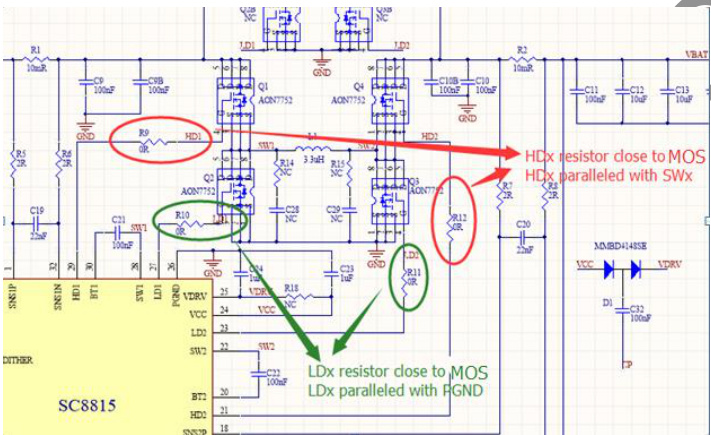 Q3B
NC
NC
LD1
LD2
GND
R1
10mR
R2
10mR
VBAT
C9
100nF
C9B
100nF
Q1
AON7752
Q4
AON7752
C10B
100nF
C10
100nF
C11
100nF
C12
10uF
C13
10uF
GND
GND
R9
0R
HD1
HD2
SW1
L1
3.3uH
HDx resistor close to MOS
HDx paralleled with SWx
R5
2R
R6
2R
Q2
AON7752
R14
NC
R15
NC
Q3
AON7752
R7
2R
R8
2R
R10
0R
LD1
C28
NC
C29
NC
R12
0R
C19
22nF
C21
100nF
SW1
GND
GND
LD2
R11
0R
C20
22nF
MMBD4148SE
VCC
VDRV
D1
C32
100nF
CP
C24
1uF
C23
1uF
1
32
29
30
28
27
26
SNS1P
SNS1N
HD1
BT1
SW1
LD1
PGND
VDRV
25
VDRV
R18
NC
VCC
24
VCC
LD2
23
SW2
22
SW2
C22
100nF
BT2
20
HD2
21
SNS2P
18
DITHER
SC8815
LDx resistor close to MOS
LDx paralleled with PGND